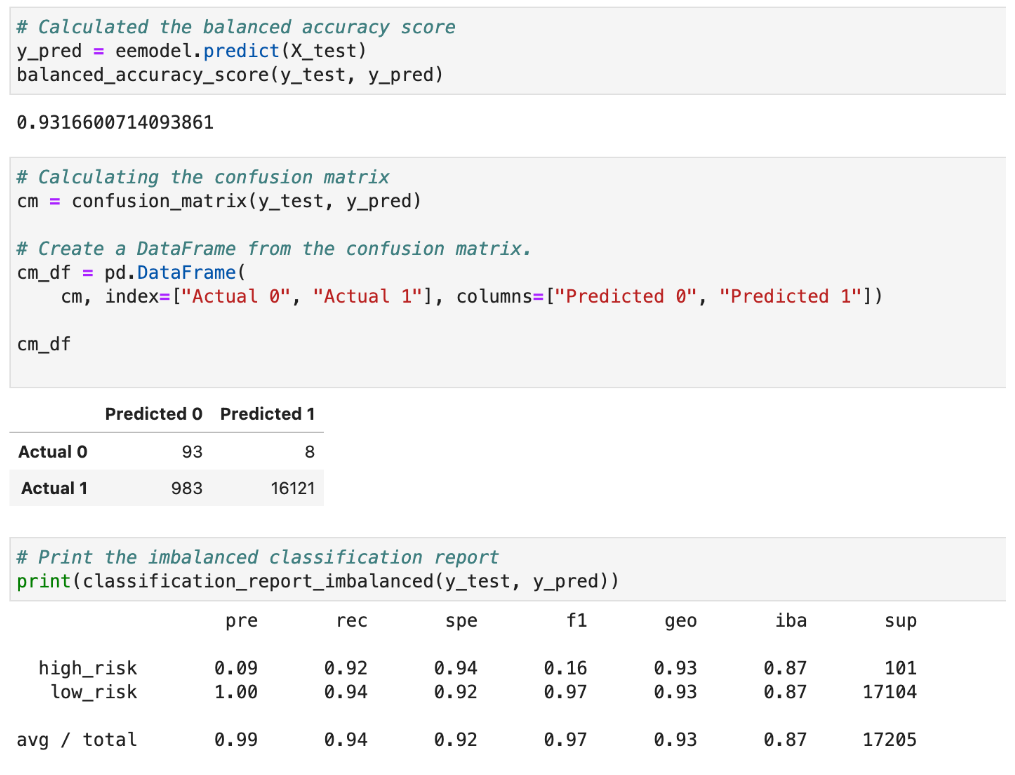 # Calculated the balanced accuracy score
y_pred = eemodel.predict(X_test)
balanced_accuracy_score(y_test, y_pred)
0.9316600714093861
# Calculating the confusion matrix
cm = confusion_matrix(y_test, y_pred)
# Create a DataFrame from the confusion matrix.
cm_df = pd.DataFrame(
    cm, index=["Actual 0", "Actual 1"], columns=["Predicted 0", "Predicted 1"])
cm_df
Predicted 0 Predicted 1
Actual 0 93 8
Actual 1 983 16121
# Print the imbalanced classification report
print(classification_report_imbalanced(y_test, y_pred))
pre rec spe f1 geo iba sup
high_risk 0.09 0.92 0.94 0.16 0.93 0.87 101
low_risk 1.00 0.94 0.92 0.97 0.93 0.87 17104
avg / total 0.99 0.94 0.92 0.97 0.93 0.87 17205